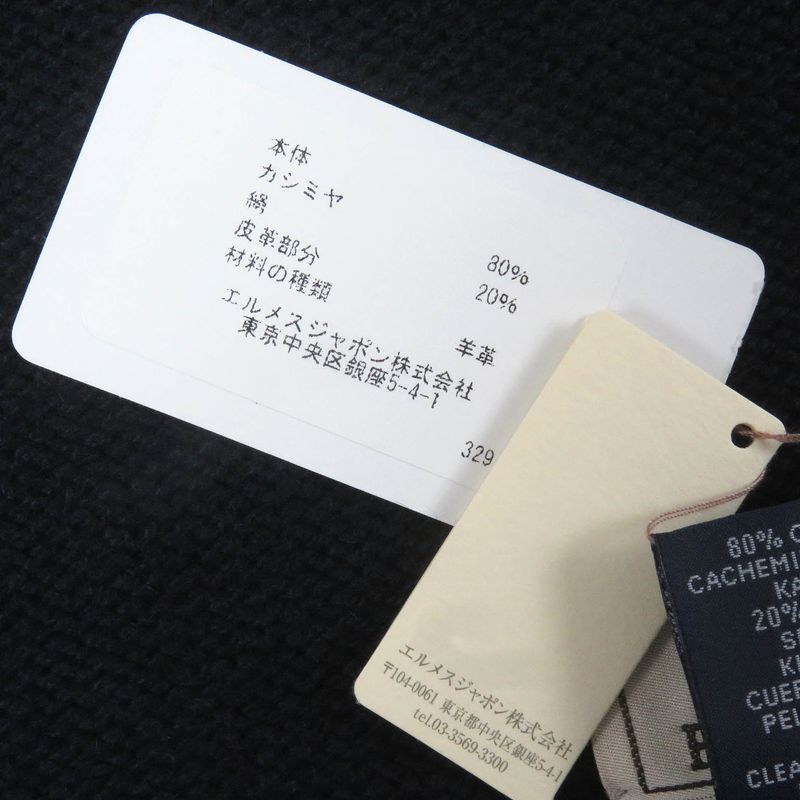 本体
カシミヤ 80%
絹 20%
皮革部分
材料の種類 羊革
エルメスジャポン株式会社
東京中央区銀座5-4-1
329
エルメスジャポン株式会社
〒104-0061 東京都中央区銀座5-4-1
tel.03-3569-3300
80% C
CACHEMI
KA
20%
S
K
CUE
PEL
CLEA